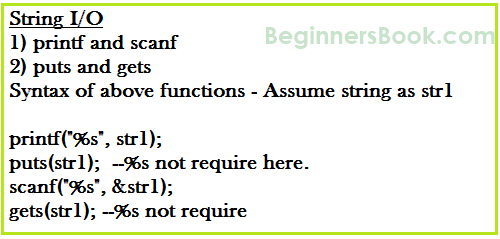 String I/O
BeginnersBook.com
1) printf and scanf
2) puts and gets
Syntax of above functions - Assume string as str1
printf("%s", str1);
puts(str1);  --%s not require here.
scanf("%s", &str1);
gets(str1); --%s not require